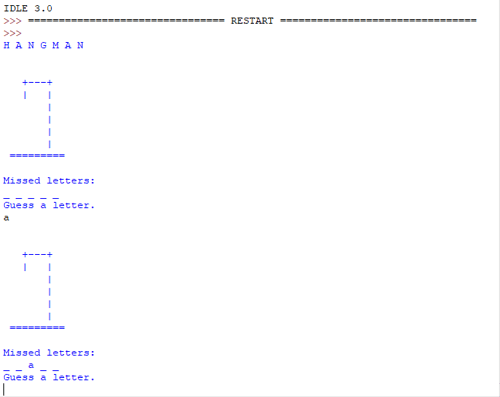 IDLE 3.0
>>> ================================ RESTART ================================
>>>
H A N G M A N
   +---+
   |   |
       |
       |
       |
       |
 =========
Missed letters:
_ _ _ _ _
Guess a letter.
a
   +---+
   |   |
       |
       |
       |
       |
 =========
Missed letters:
_ _ a _ _
Guess a letter.